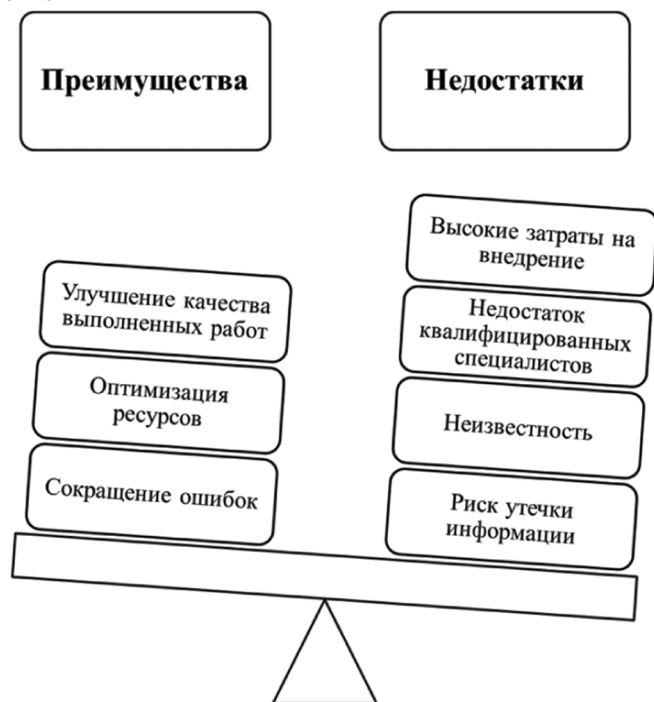 Преимущества
Недостатки
Улучшение качества
выполненных работ
Оптимизация
ресурсов
Сокращение ошибок
Высокие затраты на
внедрение
Недостаток
квалифицированных
специалистов
Неизвестность
Риск утечки
информации